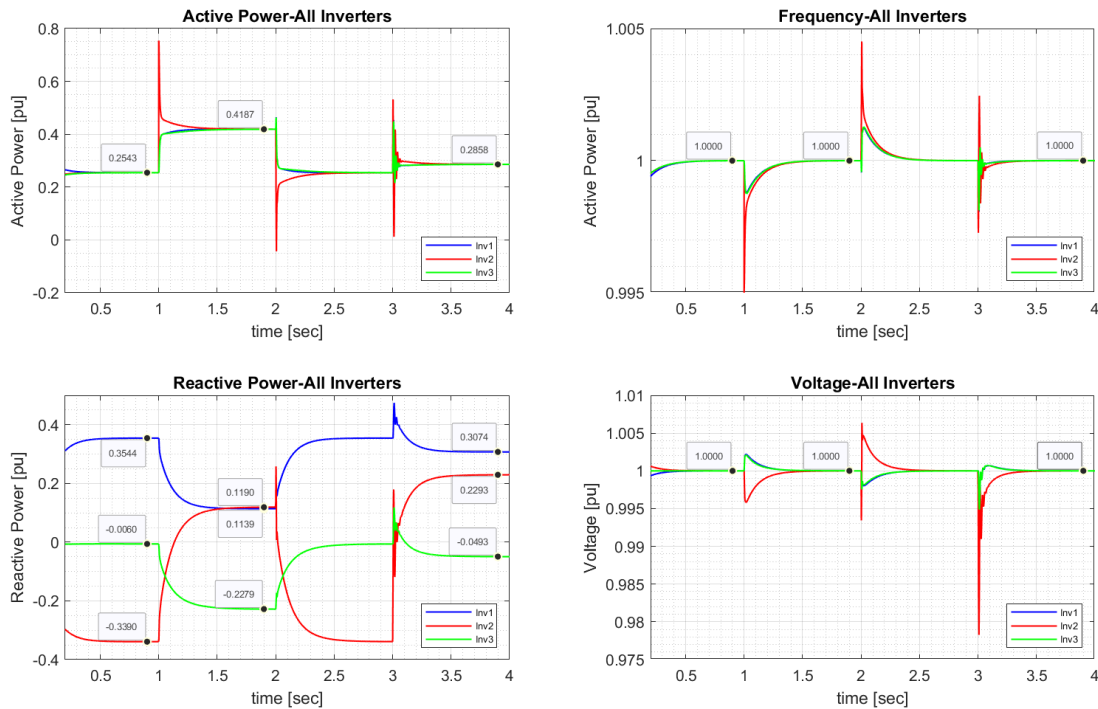 Active Power-All Inverters
0.8
0.6
0.4
0.2
0
-0.2
Active Power [pu]
0.2543
0.4187
0.2858
Inv1
Inv2
Inv3
0.5 1 1.5 2 2.5 3 3.5 4
time [sec]
Frequency-All Inverters
1.005
1
0.995
Active Power [pu]
1.0000
1.0000
1.0000
Inv1
Inv2
Inv3
0.5 1 1.5 2 2.5 3 3.5 4
time [sec]
Reactive Power-All Inverters
0.4
0.2
0
-0.2
-0.4
Reactive Power [pu]
0.3544
-0.0060
-0.3390
0.1190
0.1139
-0.2279
0.3074
0.2293
-0.0493
Inv1
Inv2
Inv3
0.5 1 1.5 2 2.5 3 3.5 4
time [sec]
Voltage-All Inverters
1.01
1.005
1
0.995
0.99
0.985
0.98
0.975
Voltage [pu]
1.0000
1.0000
1.0000
Inv1
Inv2
Inv3
0.5 1 1.5 2 2.5 3 3.5 4
time [sec]